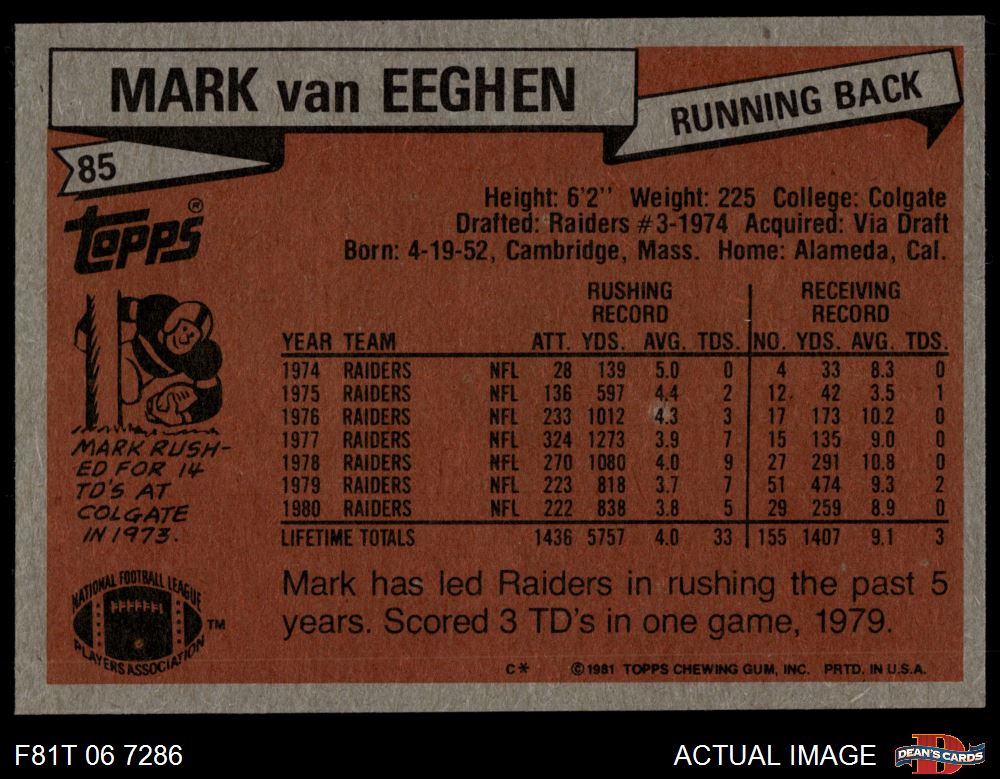 MARK van EEGHEN
RUNNING BACK
85
TOPPS®
Height: 6'2'' Weight: 225 College: Colgate
Drafted: Raiders #3-1974 Acquired: Via Draft
Born: 4-19-52, Cambridge, Mass. Home: Alameda, Cal.
RUSHING RECORD RECEIVING RECORD
YEAR TEAM ATT. YDS. AVG. TDS. NO. YDS. AVG. TDS.
1974 RAIDERS NFL 28 139 5.0 0 4 33 8.3 0
1975 RAIDERS NFL 136 597 4.4 2 12 42 3.5 1
1976 RAIDERS NFL 233 1012 4.3 3 17 173 10.2 0
1977 RAIDERS NFL 324 1273 3.9 7 15 135 9.0 0
1978 RAIDERS NFL 270 1080 4.0 9 27 291 10.8 0
1979 RAIDERS NFL 223 818 3.7 7 51 474 9.3 2
1980 RAIDERS NFL 222 838 3.8 5 29 259 8.9 0
LIFETIME TOTALS 1436 5757 4.0 33 155 1407 9.1 3
MARK RUSH-
ED FOR 14
TD'S AT
COLGATE
IN 1973.
NATIONAL FOOTBALL LEAGUE
NFLPA
PLAYERS ASSOCIATION
TM
Mark has led Raiders in rushing the past 5
years. Scored 3 TD's in one game, 1979.
C* ©1981 TOPPS CHEWING GUM, INC. PRTD. IN U.S.A.
F81T 06 7286
ACTUAL IMAGE
D
DEAN'S CARDS